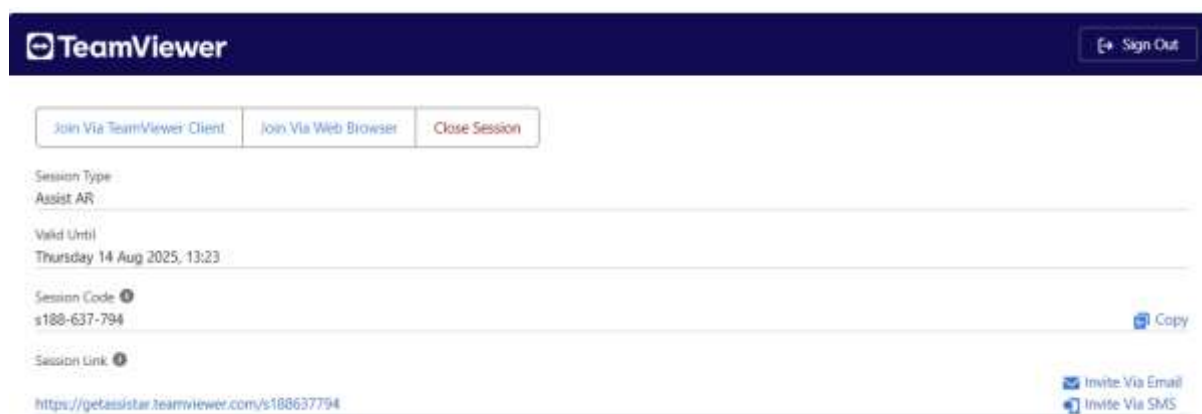 TeamViewer
Sign Out
Join Via TeamViewer Client Join Via Web Browser Close Session
Session Type
Assist AR
Valid Until
Thursday 14 Aug 2025, 13:23
Session Code
s188-637-794
Copy
Session Link
Invite Via Email
https://getassistar.teamviewer.com/s188637794
Invite Via SMS